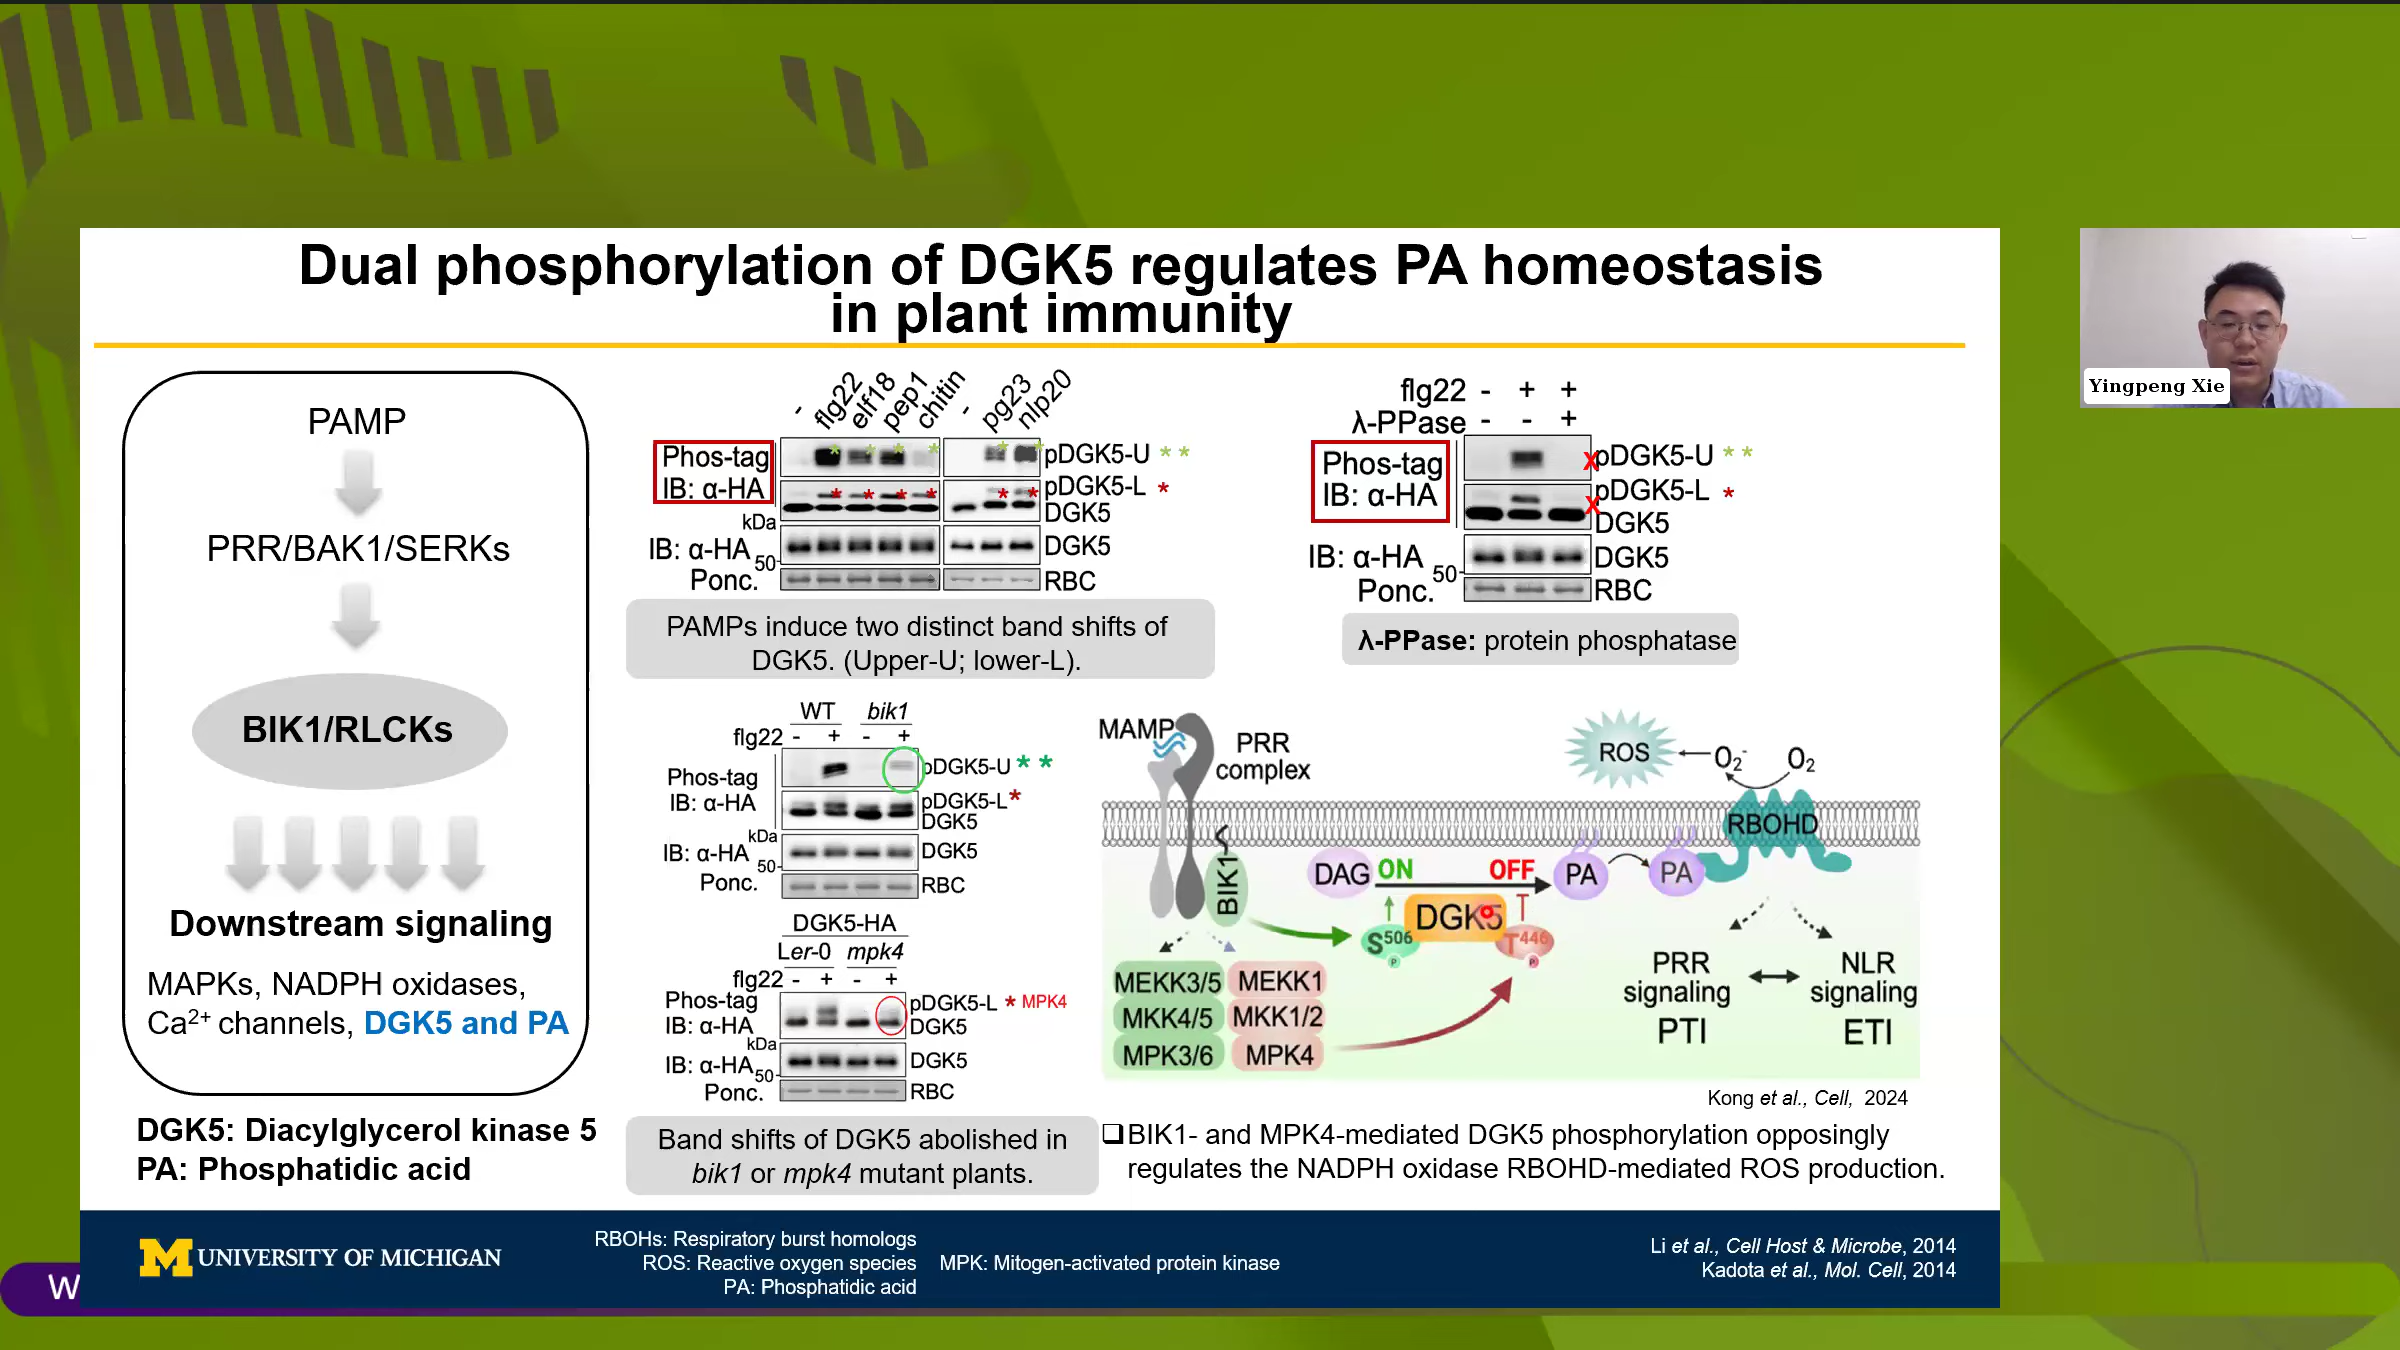 Dual phosphorylation of DGK5 regulates PA homeostasis
in plant immunity
PAMP
PRR/BAK1/SERKs
BIK1/RLCKs
Downstream signaling
MAPKs, NADPH oxidases,
Ca²⁺ channels, DGK5 and PA
DGK5: Diacylglycerol kinase 5
PA: Phosphatidic acid
- flg22 elf18 pep1 chitin - pg23 nlp20
Phos-tag
IB: α-HA
pDGK5-U * *
pDGK5-L *
DGK5
kDa
IB: α-HA
50-
DGK5
Ponc.
RBC
PAMPs induce two distinct band shifts of
DGK5. (Upper-U; lower-L).
flg22 - + +
λ-PPase - - +
Phos-tag
IB: α-HA
x pDGK5-U * *
pDGK5-L *
x DGK5
IB: α-HA
50-
DGK5
Ponc.
RBC
λ-PPase: protein phosphatase
WT bik1
flg22 - + - +
Phos-tag
IB: α-HA
pDGK5-U * *
pDGK5-L *
DGK5
kDa
IB: α-HA
50-
DGK5
Ponc.
RBC
DGK5-HA
Ler-0 mpk4
flg22 - + - +
Phos-tag
IB: α-HA
pDGK5-L * MPK4
DGK5
kDa
IB: α-HA
50-
DGK5
Ponc.
RBC
Band shifts of DGK5 abolished in
bik1 or mpk4 mutant plants.
MAMP
PRR
complex
ROS
O₂⁻
O₂
RBOHD
BIK1
DAG
ON
OFF
PA
PA
DGK5
S⁵⁰⁶
T⁴⁴⁶
P
P
MEKK3/5 MEKK1
MKK4/5 MKK1/2
MPK3/6 MPK4
PRR
signaling
PTI
NLR
signaling
ETI
Kong et al., Cell, 2024
❑BIK1- and MPK4-mediated DGK5 phosphorylation opposingly
regulates the NADPH oxidase RBOHD-mediated ROS production.
M UNIVERSITY OF MICHIGAN
RBOHs: Respiratory burst homologs
ROS: Reactive oxygen species
PA: Phosphatidic acid
MPK: Mitogen-activated protein kinase
Li et al., Cell Host & Microbe, 2014
Kadota et al., Mol. Cell, 2014
Yingpeng Xie
W